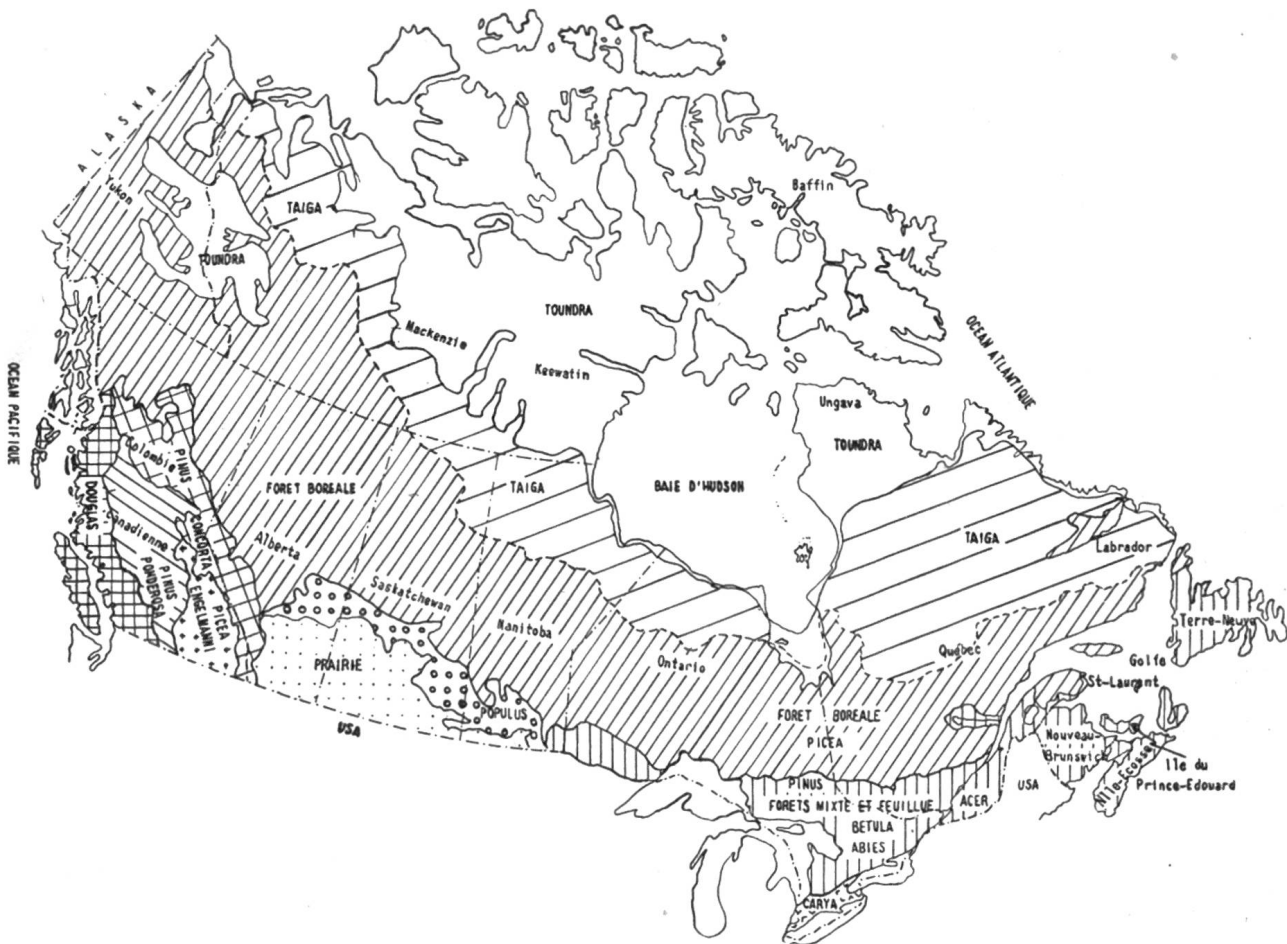 ALASKA
Yukon
TAIGA
TOUNDRA
Baffin
TOUNDRA
Mackenzie
Keewatin
OCEAN ATLANTIQUE
OCEAN PACIFIQUE
Ungava
TOUNDRA
Colombie
PINUS
CONCORTA
DOUGLAS
Canadienne
PINUS
PONDEROSA
PICEA
ENGELMANNI
FORET BOREALE
TAIGA
BAIE D'HUDSON
TAIGA
Labrador
Alberta
Saskatchewan
Manitoba
Ontario
Québec
Terre-Neuve
Golfe
St-Laurent
PRAIRIE
POPULUS
USA
FORET BOREALE
PICEA
Nouveau-
Brunswick
Nlle-Ecosse
Ile du
Prince-Edouard
PINUS
FORETS MIXTE ET FEUILLUE
ACER
USA
BETULA
ABIES
CARYA